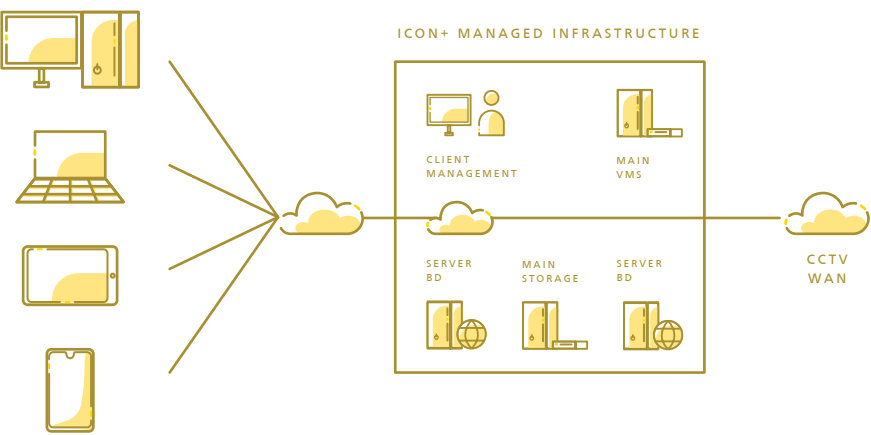 ICON+ MANAGED INFRASTRUCTURE
CLIENT
MANAGEMENT
MAIN
VMS
SERVER
BD
MAIN
STORAGE
SERVER
BD
CCTV
WAN